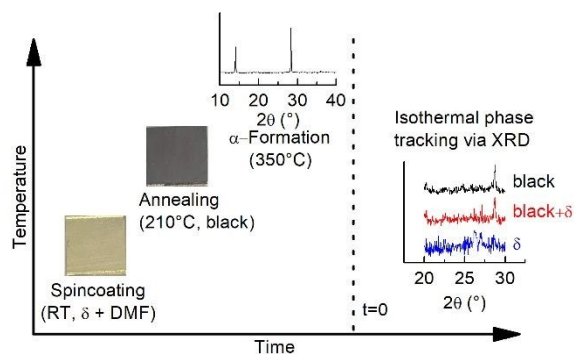 10 20 30 40
2θ (°)
α–Formation
(350°C)
Annealing
(210°C, black)
Spincoating
(RT, δ + DMF)
Isothermal phase
tracking via XRD
black
black+δ
δ
20 25 30
2θ (°)
t=0
Temperature
Time